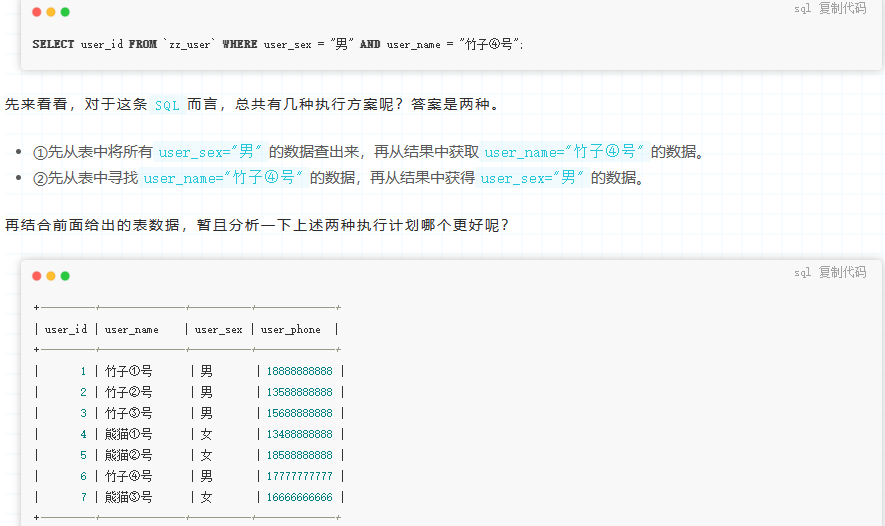 sql 复制代码
SELECT user_id FROM `zz_user` WHERE user_sex = "男" AND user_name = "竹子④号";
先来看看，对于这条 SQL 而言，总共有几种执行方案呢？答案是两种。
• ①先从表中将所有 user_sex="男" 的数据查出来，再从结果中获取 user_name="竹子④号" 的数据。
• ②先从表中寻找 user_name="竹子④号" 的数据，再从结果中获得 user_sex="男" 的数据。
再结合前面给出的表数据，暂且分析一下上述两种执行计划哪个更好呢？
sql 复制代码
+---------+--------------+----------+-------------+
| user_id | user_name | user_sex | user_phone |
+---------+--------------+----------+-------------+
| 1 | 竹子①号 | 男 | 18888888888 |
| 2 | 竹子②号 | 男 | 13588888888 |
| 3 | 竹子③号 | 男 | 15688888888 |
| 4 | 熊猫①号 | 女 | 13488888888 |
| 5 | 熊猫②号 | 女 | 18588888888 |
| 6 | 竹子④号 | 男 | 17777777777 |
| 7 | 熊猫③号 | 女 | 16666666666 |
+---------+--------------+----------+-------------+